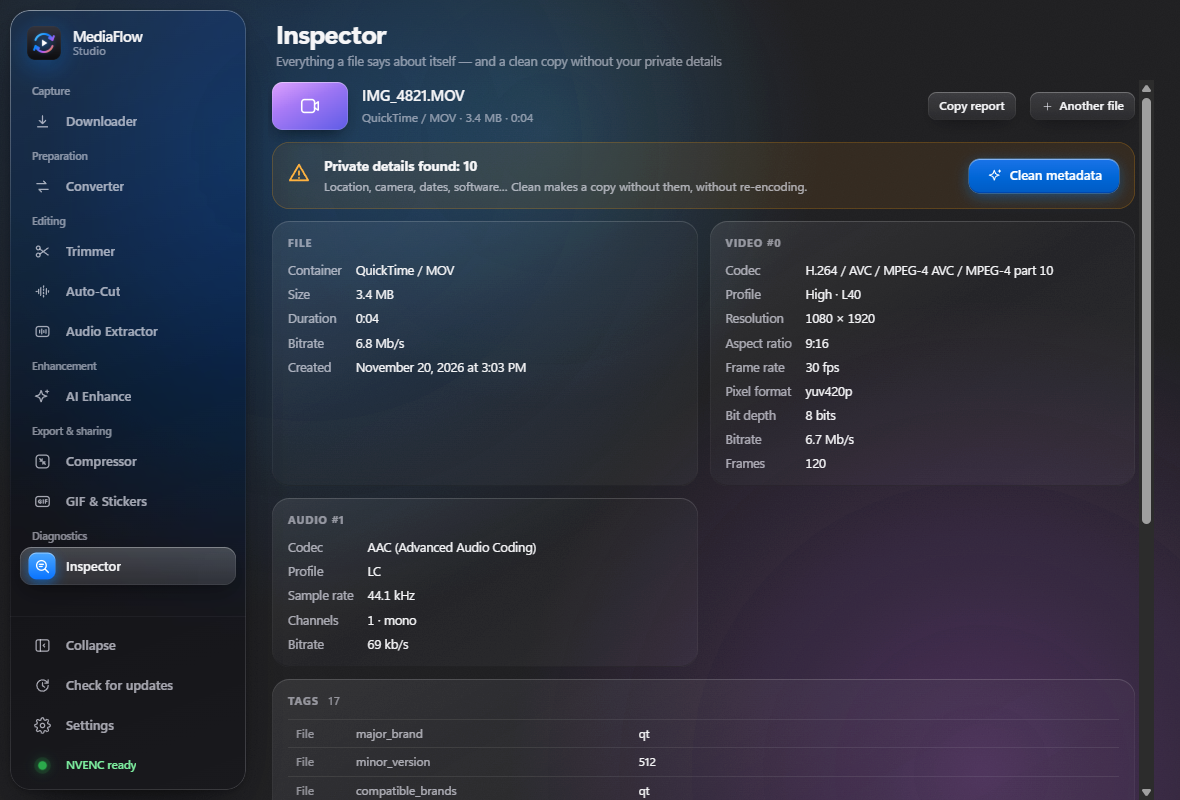 MediaFlow
Studio
Capture
Downloader
Preparation
Converter
Editing
Trimmer
Auto-Cut
Audio Extractor
Enhancement
AI Enhance
Export & sharing
Compressor
GIF
GIF & Stickers
Diagnostics
Inspector
Collapse
Check for updates
Settings
NVENC ready
Inspector
Everything a file says about itself — and a clean copy without your private details
IMG_4821.MOV
QuickTime / MOV · 3.4 MB · 0:04
Copy report
+ Another file
Private details found: 10
Location, camera, dates, software... Clean makes a copy without them, without re-encoding.
Clean metadata
FILE
Container QuickTime / MOV
Size 3.4 MB
Duration 0:04
Bitrate 6.8 Mb/s
Created November 20, 2026 at 3:03 PM
VIDEO #0
Codec H.264 / AVC / MPEG-4 AVC / MPEG-4 part 10
Profile High · L40
Resolution 1080 × 1920
Aspect ratio 9:16
Frame rate 30 fps
Pixel format yuv420p
Bit depth 8 bits
Bitrate 6.7 Mb/s
Frames 120
AUDIO #1
Codec AAC (Advanced Audio Coding)
Profile LC
Sample rate 44.1 kHz
Channels 1 · mono
Bitrate 69 kb/s
TAGS 17
File major_brand qt
File minor_version 512
File compatible_brands qt